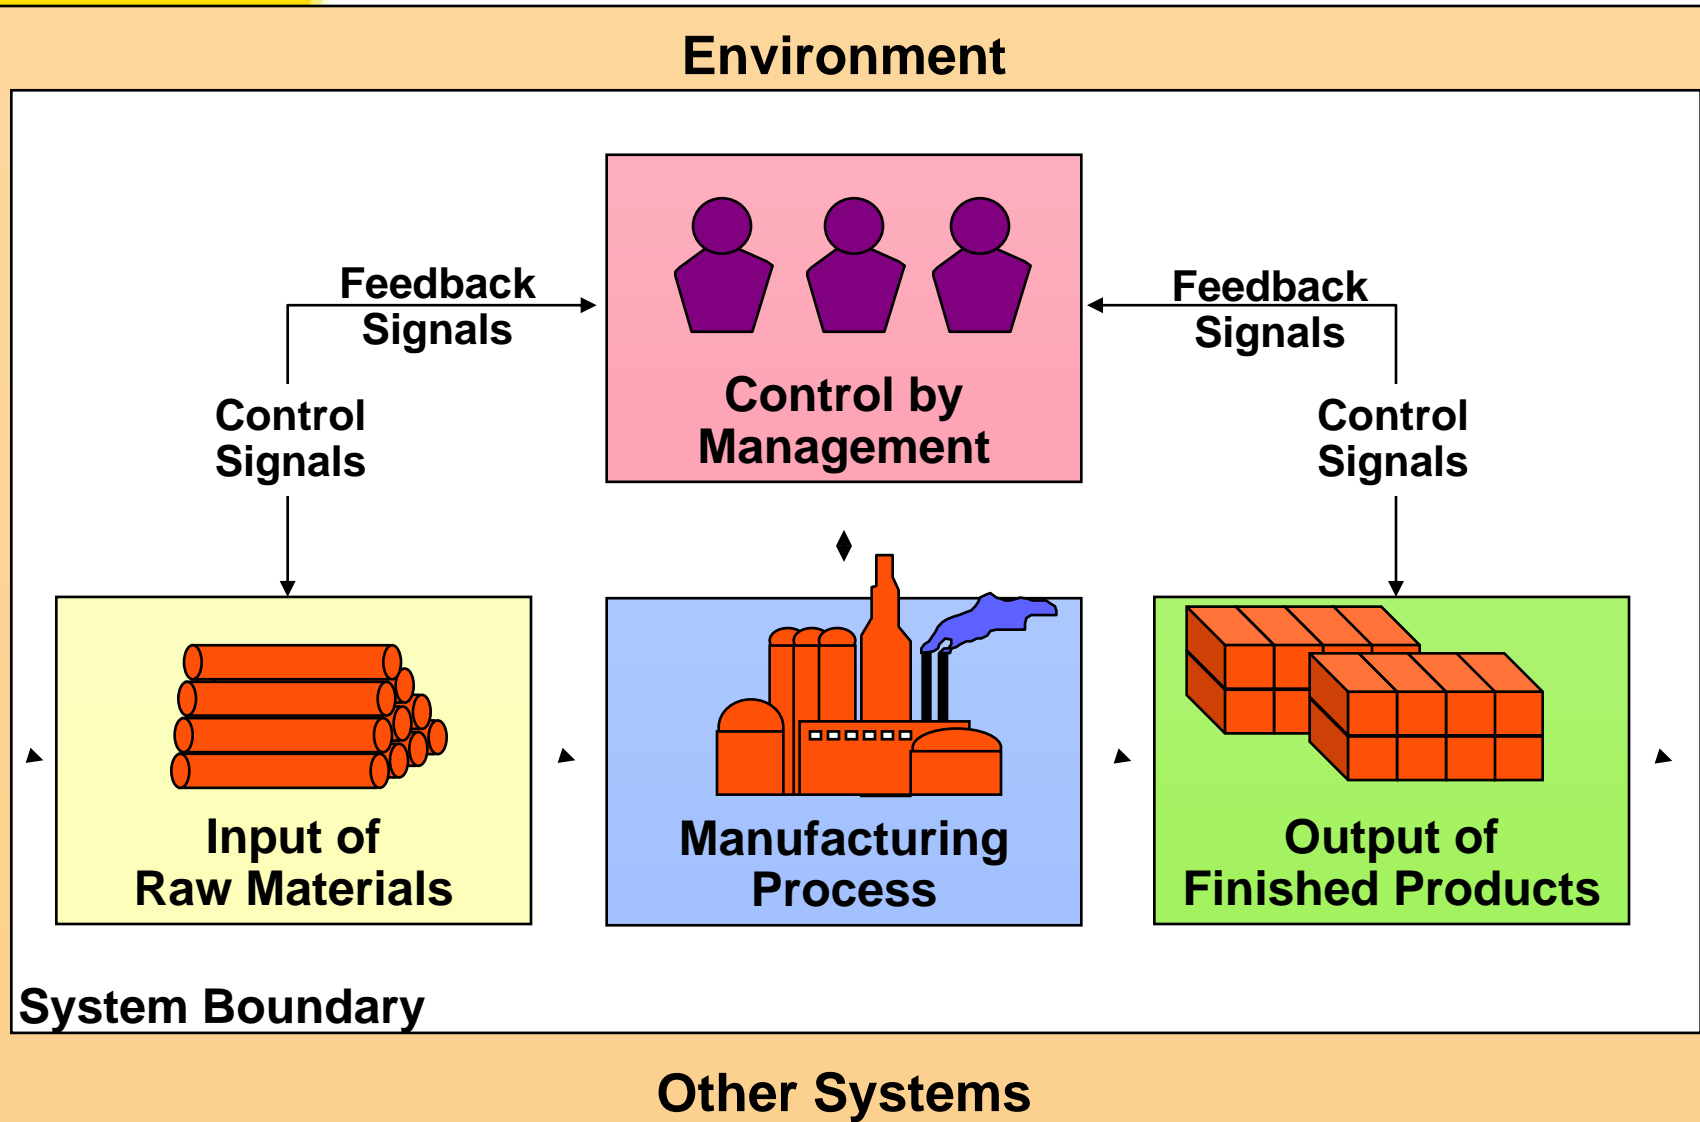 Environment
Feedback
Signals
Feedback
Signals
Control by
Management
Control
Signals
Control
Signals
Input of
Raw Materials
Manufacturing
Process
Output of
Finished Products
System Boundary
Other Systems